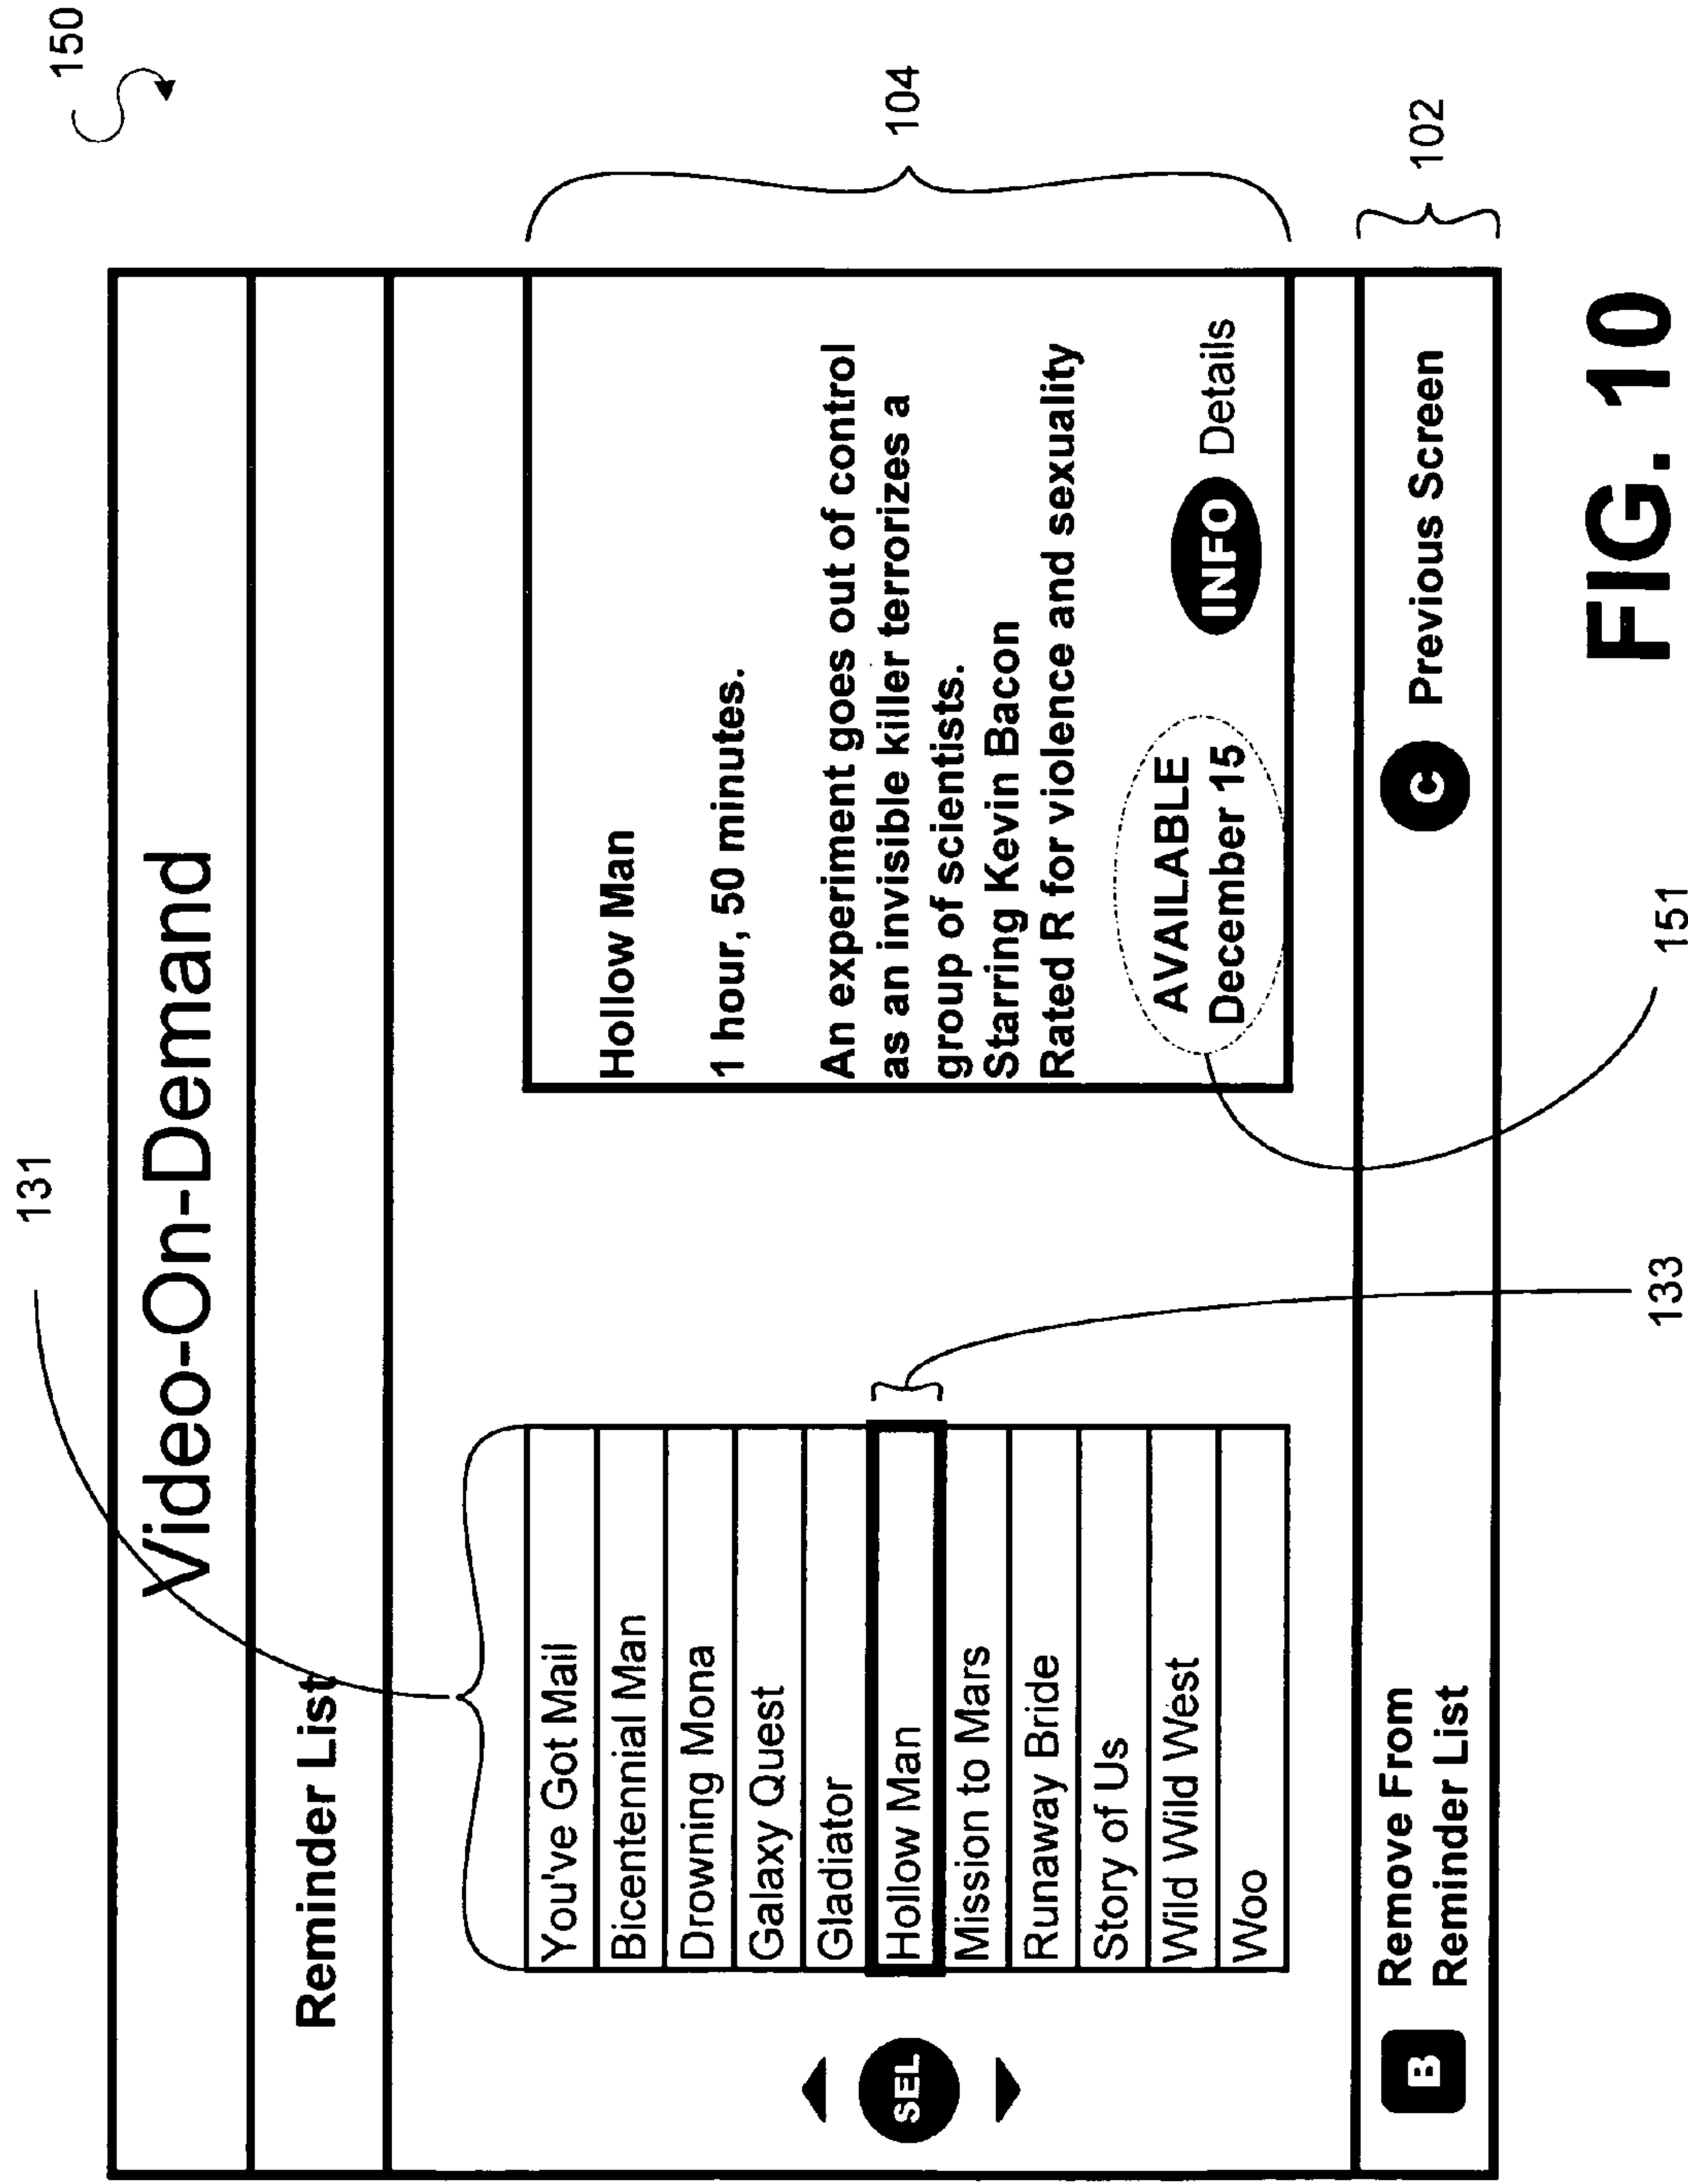 150
131
Video-On-Demand
Reminder List
You've Got Mail
Bicentennial Man
Drowning Mona
Galaxy Quest
Gladiator
Hollow Man
Mission to Mars
Runaway Bride
Story of Us
Wild Wild West
Woo
SEL
Hollow Man
1 hour, 50 minutes.
An experiment goes out of control
as an invisible killer terrorizes a
group of scientists.
Starring Kevin Bacon
Rated R for violence and sexuality
AVAILABLE
December 15
INFO Details
104
B Remove From
Reminder List
C Previous Screen
102
133
151
FIG. 10